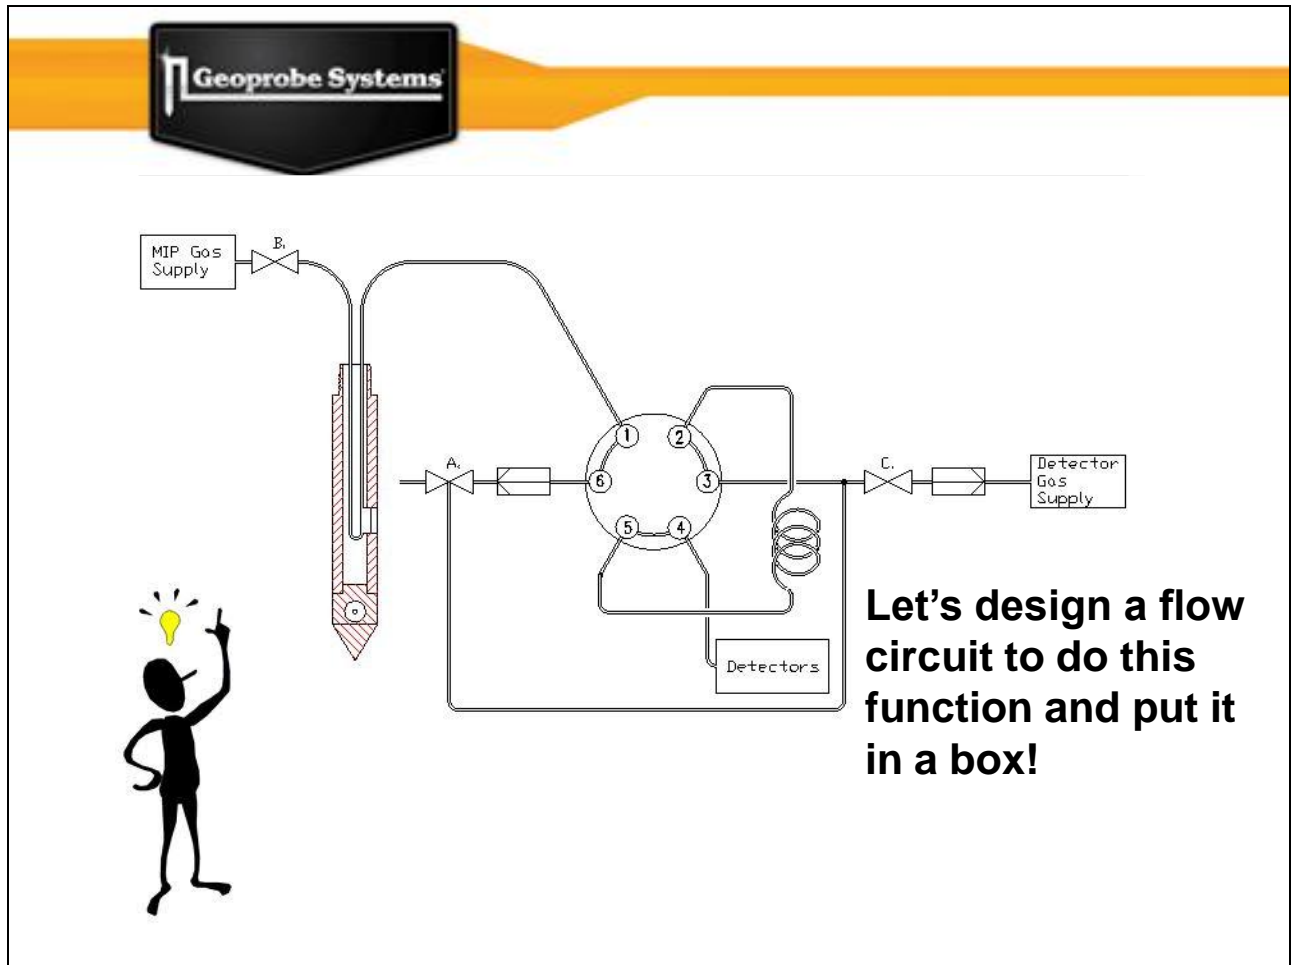 Geoprobe Systems
MIP Gas
Supply
B.
A.
C.
1
2
3
4
5
6
Detector
Gas
Supply
Detectors
Let’s design a flow
circuit to do this
function and put it
in a box!